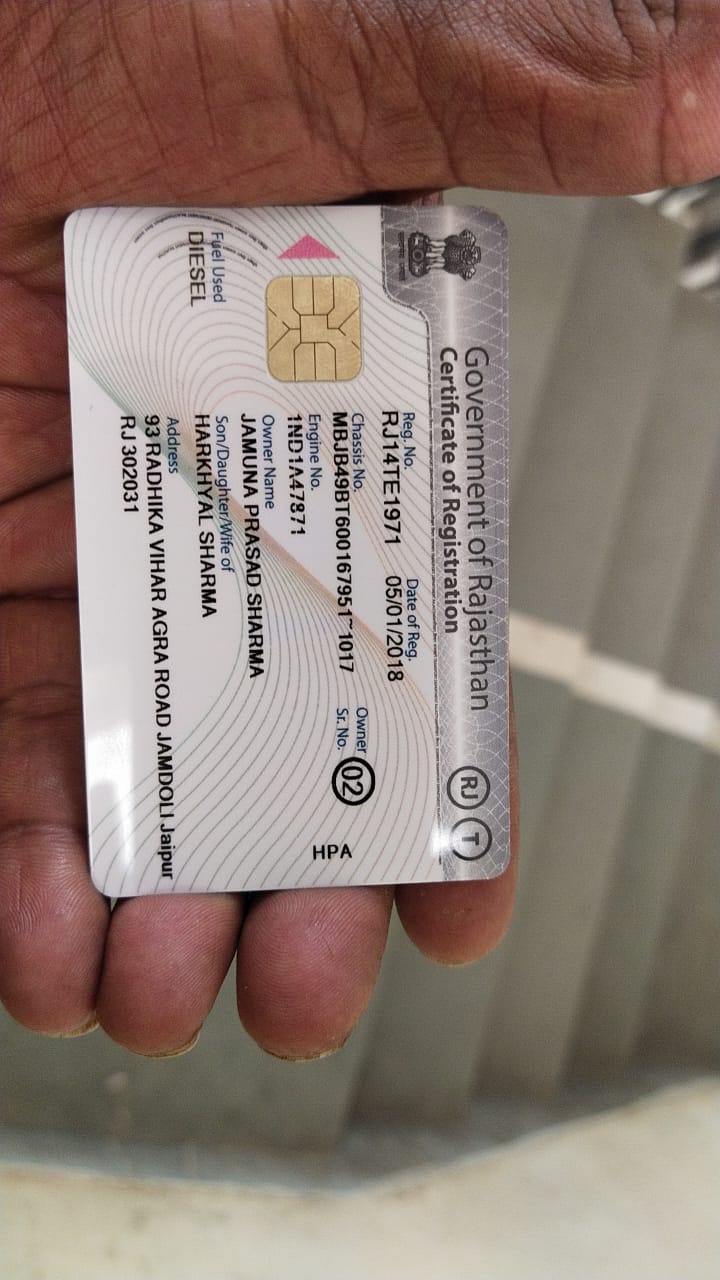 Government of Rajasthan
Certificate of Registration
RJ T
Reg. No. Date of Reg.
RJ14TE1971 05/01/2018
Chassis No. Owner Sr. No. 02
MBJB49BT600167951~1017
Engine No. HPA
1ND1A47871
Owner Name
JAMUNA PRASAD SHARMA
Fuel Used Son/Daughter/Wife of
DIESEL HARKHYAL SHARMA
Address
93 RADHIKA VIHAR AGRA ROAD JAMDOLI Jaipur
RJ 302031